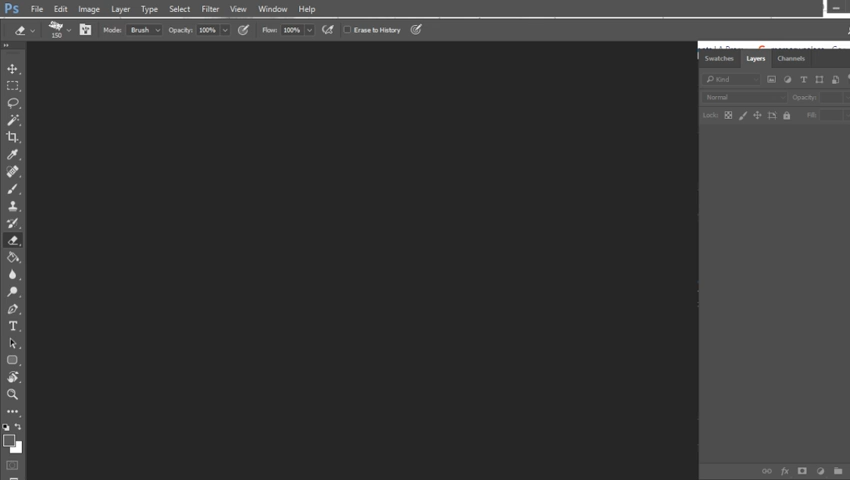 Ps File Edit Image Layer Type Select Filter View Window Help
150 Mode: Brush Opacity: 100% Flow: 100% Erase to History
Swatches Layers Channels
Kind
Normal Opacity:
Lock: Fill: